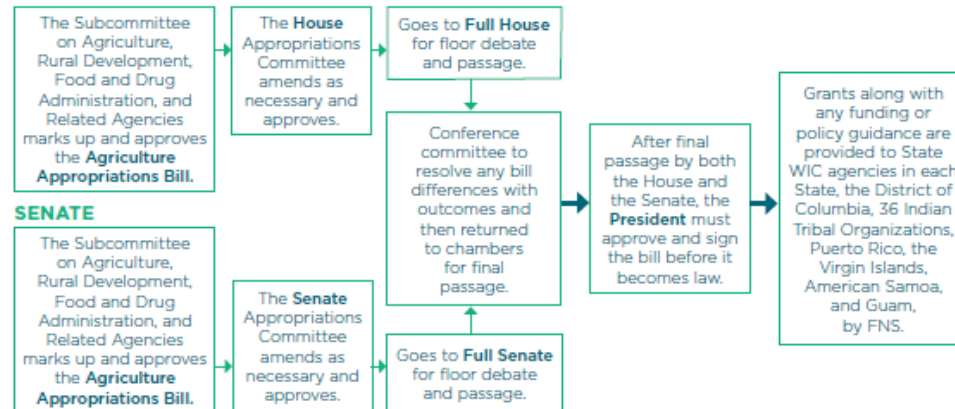 The Subcommittee
on Agriculture,
Rural Development,
Food and Drug
Administration, and
Related Agencies
marks up and approves
the Agriculture
Appropriations Bill.
The House
Appropriations
Committee
amends as
necessary and
approves.
Goes to Full House
for floor debate
and passage.
Conference
committee to
resolve any bill
differences with
outcomes and
then returned
to chambers
for final
passage.
After final
passage by both
the House and
the Senate, the
President must
approve and sign
the bill before it
becomes law.
Grants along with
any funding or
policy guidance are
provided to State
WIC agencies in each
State, the District of
Columbia, 36 Indian
Tribal Organizations,
Puerto Rico, the
Virgin Islands,
American Samoa,
and Guam,
by FNS.
SENATE
The Subcommittee
on Agriculture,
Rural Development,
Food and Drug
Administration, and
Related Agencies
marks up and approves
the Agriculture
Appropriations Bill.
The Senate
Appropriations
Committee
amends as
necessary and
approves.
Goes to Full Senate
for floor debate
and passage.